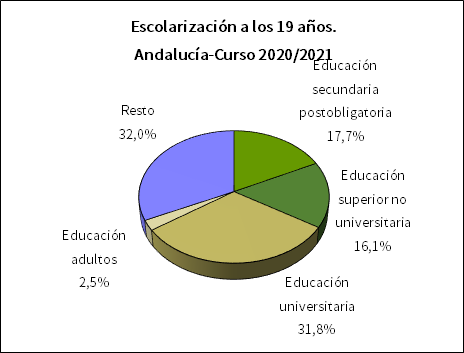 Escolarización a los 19 años.
Andalucía-Curso 2020/2021
Educación
secundaria
postobligatoria
17,7%
Educación
superior no
universitaria
16,1%
Educación
universitaria
31,8%
Educación
adultos
2,5%
Resto
32,0%